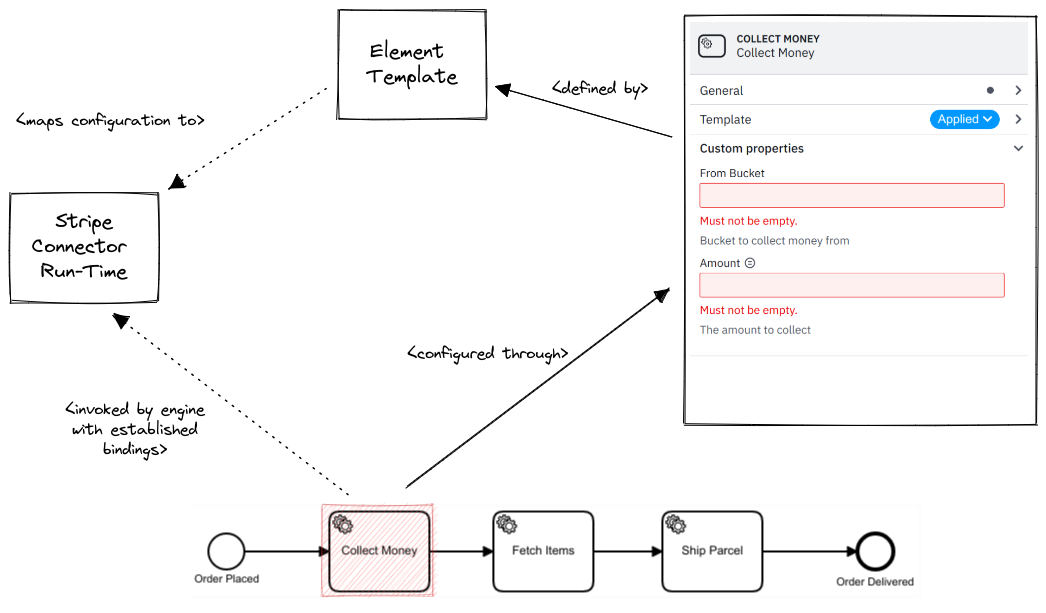 Element
Template
<defined by>
<maps configuration to>
Stripe
Connector
Run-Time
COLLECT MONEY
Collect Money
General
Template
Applied
Custom properties
From Bucket
Must not be empty.
Bucket to collect money from
Amount
Must not be empty.
The amount to collect
<configured through>
<invoked by engine
with established
bindings>
Order Placed
Collect Money
Fetch Items
Ship Parcel
Order Delivered